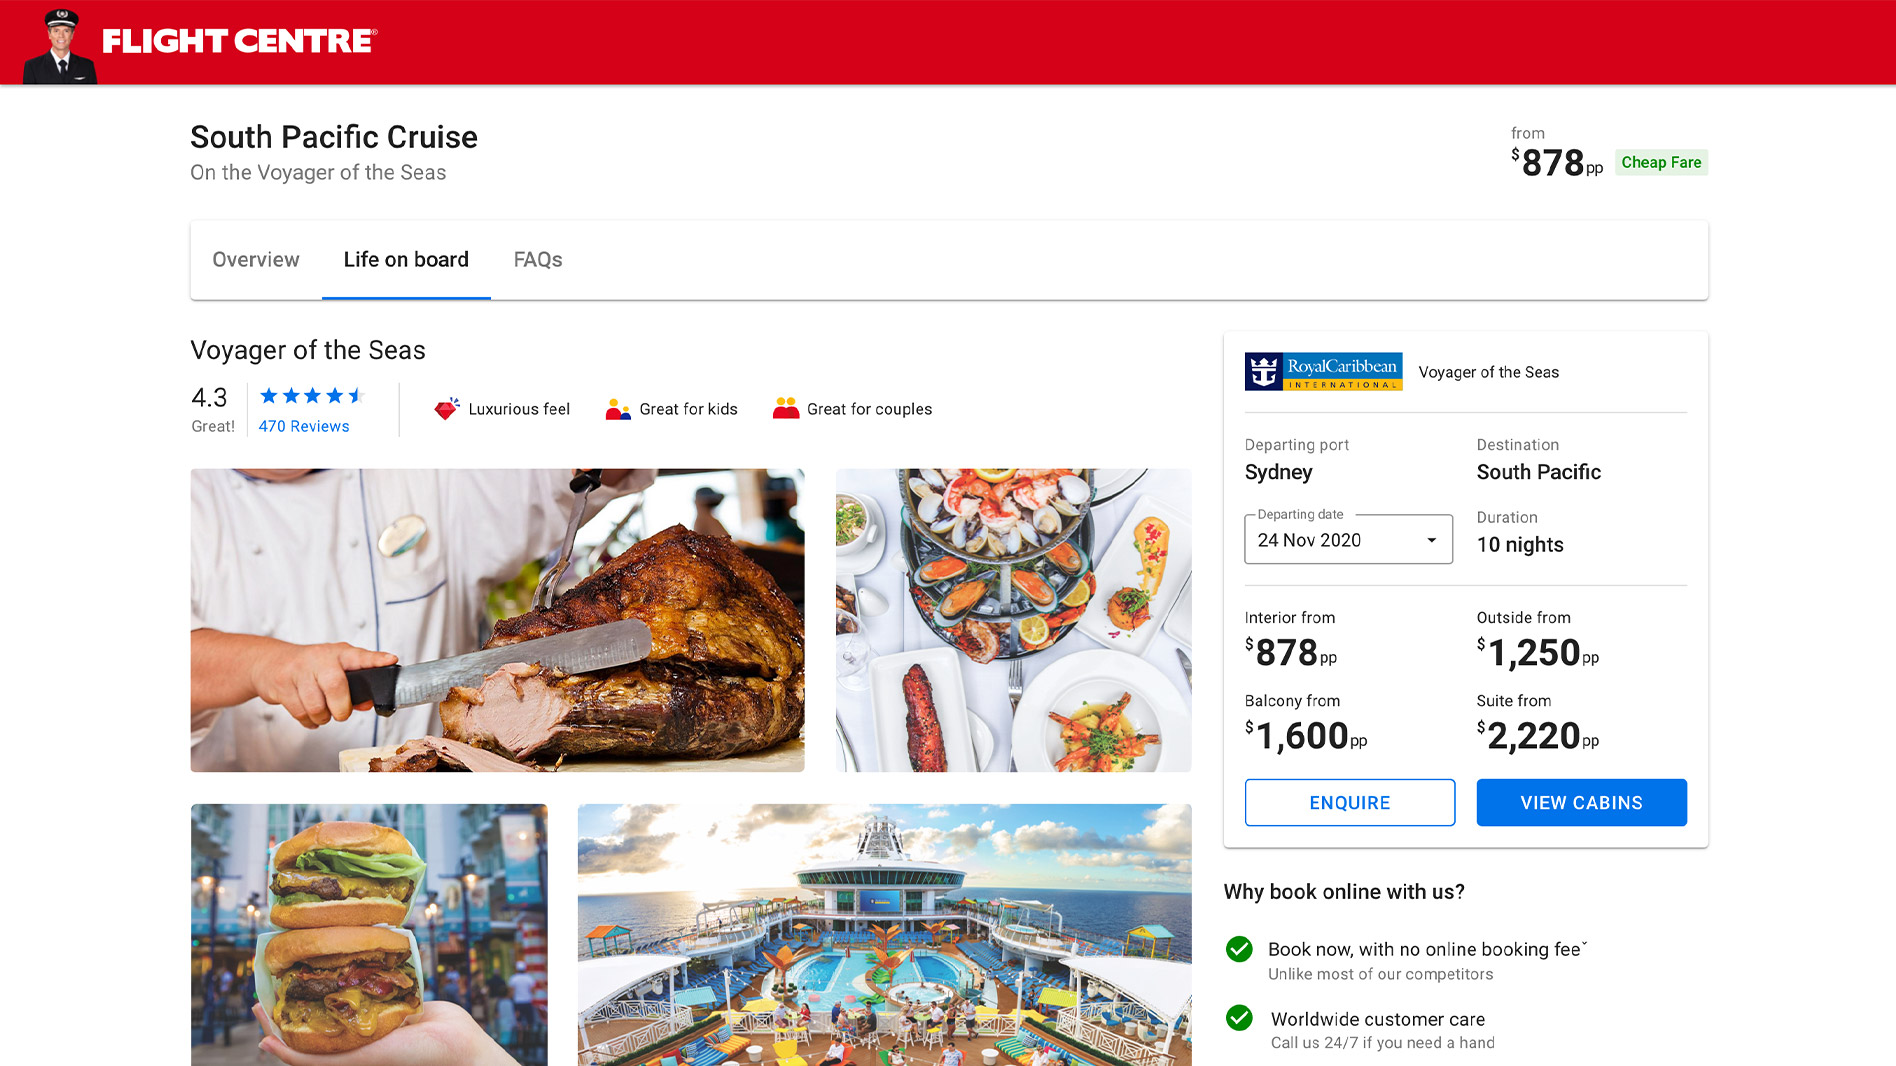 FLIGHT CENTRE®
South Pacific Cruise
On the Voyager of the Seas
from
$878pp
Cheap Fare
Overview
Life on board
FAQs
Voyager of the Seas
4.3
Great!
470 Reviews
Luxurious feel
Great for kids
Great for couples
RoyalCaribbean
INTERNATIONAL
Voyager of the Seas
Departing port
Sydney
Destination
South Pacific
Departing date
24 Nov 2020
Duration
10 nights
Interior from
$878pp
Outside from
$1,250pp
Balcony from
$1,600pp
Suite from
$2,220pp
ENQUIRE
VIEW CABINS
Why book online with us?
Book now, with no online booking feeˇ
Unlike most of our competitors
Worldwide customer care
Call us 24/7 if you need a hand